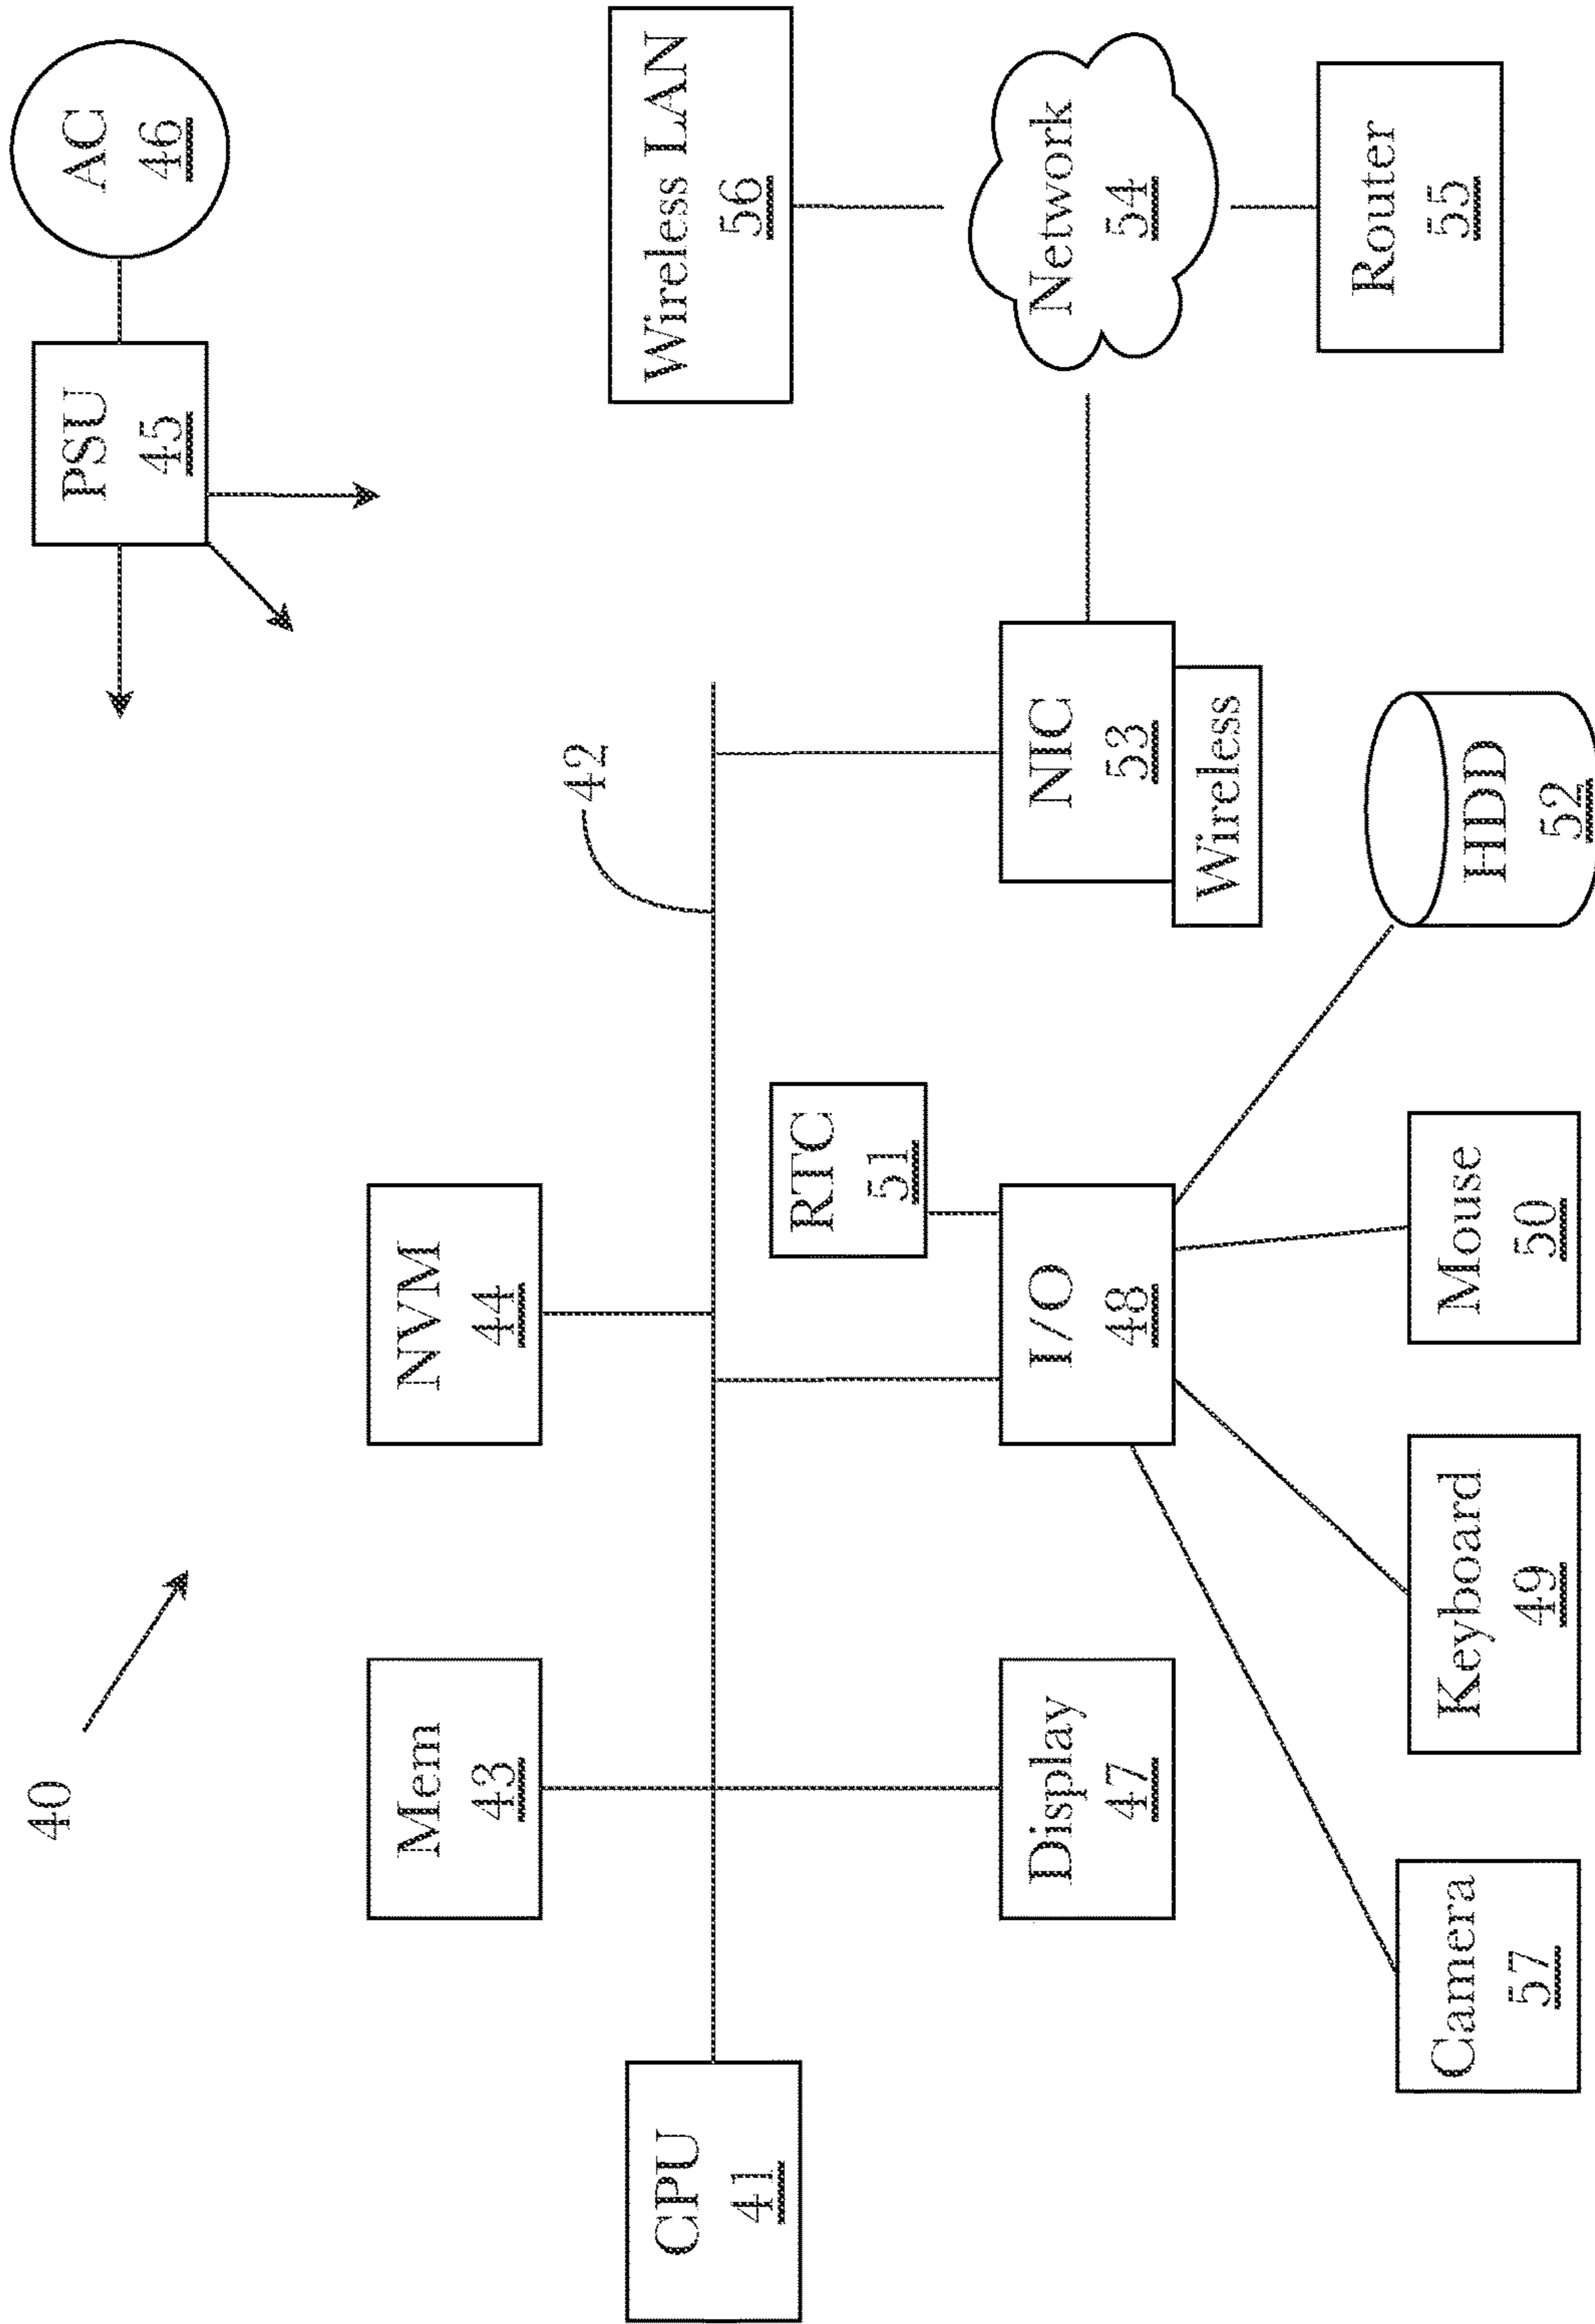 40
PSU
45
AC
46
Mem
43
NVM
44
42
Wireless LAN
56
CPU
41
RTC
51
Display
47
I/O
48
NIC
53
Wireless
Network
54
Camera
57
Keyboard
49
Mouse
50
HDD
52
Router
55